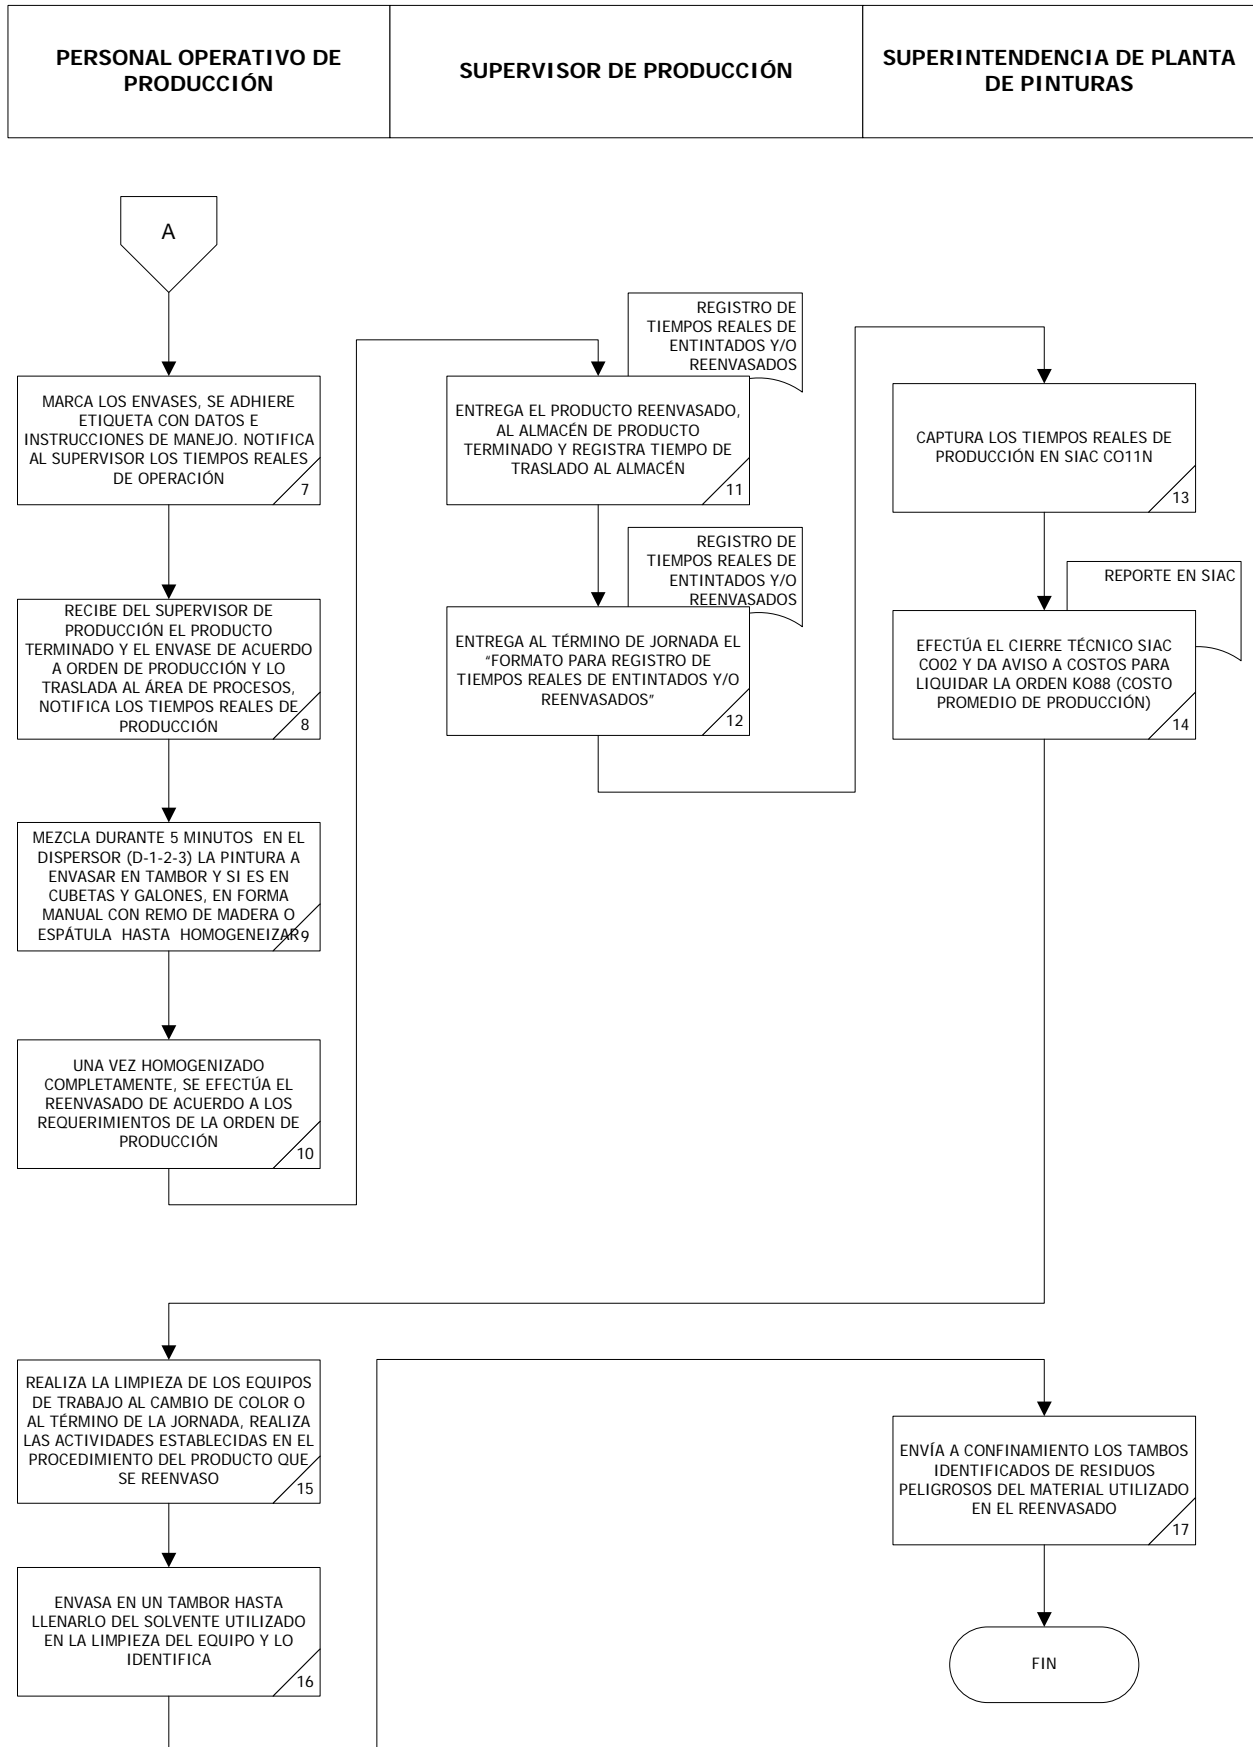 PERSONAL OPERATIVO DE
PRODUCCIÓN
SUPERVISOR DE PRODUCCIÓN
SUPERINTENDENCIA DE PLANTA
DE PINTURAS
A
MARCA LOS ENVASES, SE ADHIERE
ETIQUETA CON DATOS E
INSTRUCCIONES DE MANEJO. NOTIFICA
AL SUPERVISOR LOS TIEMPOS REALES
DE OPERACIÓN
7
RECIBE DEL SUPERVISOR DE
PRODUCCIÓN EL PRODUCTO
TERMINADO Y EL ENVASE DE ACUERDO
A ORDEN DE PRODUCCIÓN Y LO
TRASLADA AL ÁREA DE PROCESOS,
NOTIFICA LOS TIEMPOS REALES DE
PRODUCCIÓN
8
MEZCLA DURANTE 5 MINUTOS EN EL
DISPERSOR (D-1-2-3) LA PINTURA A
ENVASAR EN TAMBOR Y SI ES EN
CUBETAS Y GALONES, EN FORMA
MANUAL CON REMO DE MADERA O
ESPÁTULA HASTA HOMOGENEIZAR
9
UNA VEZ HOMOGENIZADO
COMPLETAMENTE, SE EFECTÚA EL
REENVASADO DE ACUERDO A LOS
REQUERIMIENTOS DE LA ORDEN DE
PRODUCCIÓN
10
REGISTRO DE
TIEMPOS REALES DE
ENTINTADOS Y/O
REENVASADOS
ENTREGA EL PRODUCTO REENVASADO,
AL ALMACÉN DE PRODUCTO
TERMINADO Y REGISTRA TIEMPO DE
TRASLADO AL ALMACÉN
11
REGISTRO DE
TIEMPOS REALES DE
ENTINTADOS Y/O
REENVASADOS
ENTREGA AL TÉRMINO DE JORNADA EL
"FORMATO PARA REGISTRO DE
TIEMPOS REALES DE ENTINTADOS Y/O
REENVASADOS"
12
CAPTURA LOS TIEMPOS REALES DE
PRODUCCIÓN EN SIAC CO11N
13
REPORTE EN SIAC
EFECTÚA EL CIERRE TÉCNICO SIAC
CO02 Y DA AVISO A COSTOS PARA
LIQUIDAR LA ORDEN KO88 (COSTO
PROMEDIO DE PRODUCCIÓN)
14
REALIZA LA LIMPIEZA DE LOS EQUIPOS
DE TRABAJO AL CAMBIO DE COLOR O
AL TÉRMINO DE LA JORNADA, REALIZA
LAS ACTIVIDADES ESTABLECIDAS EN EL
PROCEDIMIENTO DEL PRODUCTO QUE
SE REENVASO
15
ENVASA EN UN TAMBOR HASTA
LLENARLO DEL SOLVENTE UTILIZADO
EN LA LIMPIEZA DEL EQUIPO Y LO
IDENTIFICA
16
ENVÍA A CONFINAMIENTO LOS TAMBOS
IDENTIFICADOS DE RESIDUOS
PELIGROSOS DEL MATERIAL UTILIZADO
EN EL REENVASADO
17
FIN